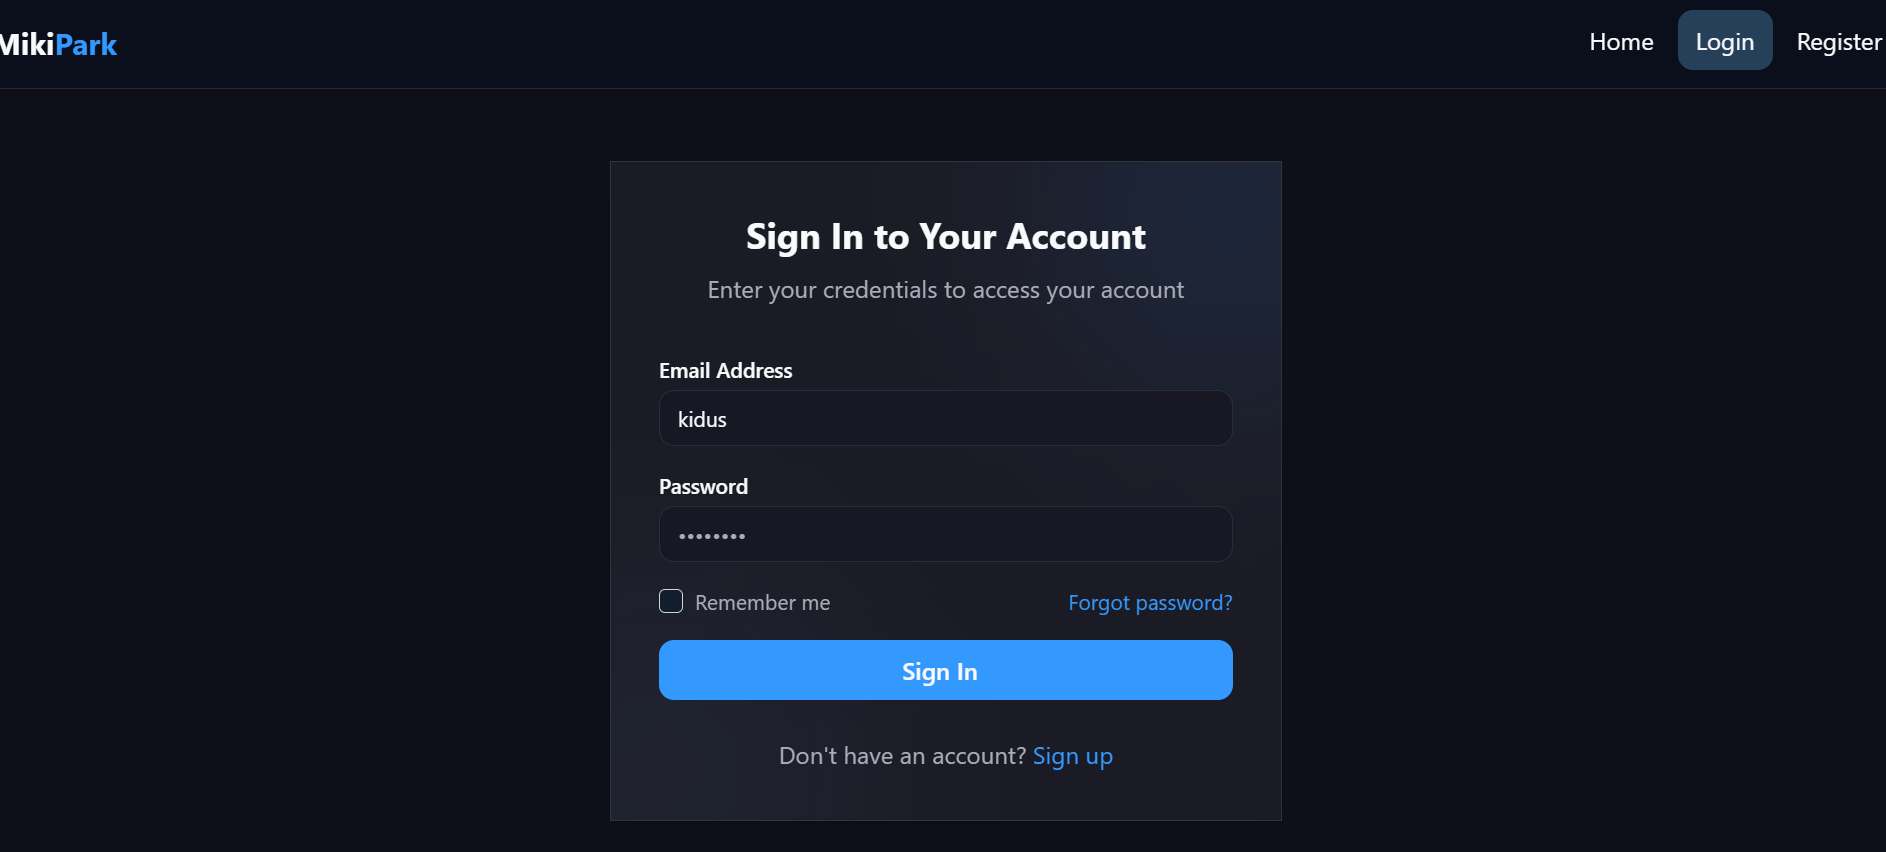 MikiPark
Home
Login
Register
Sign In to Your Account
Enter your credentials to access your account
Email Address
kidus
Password
••••••••
Remember me
Forgot password?
Sign In
Don't have an account? Sign up